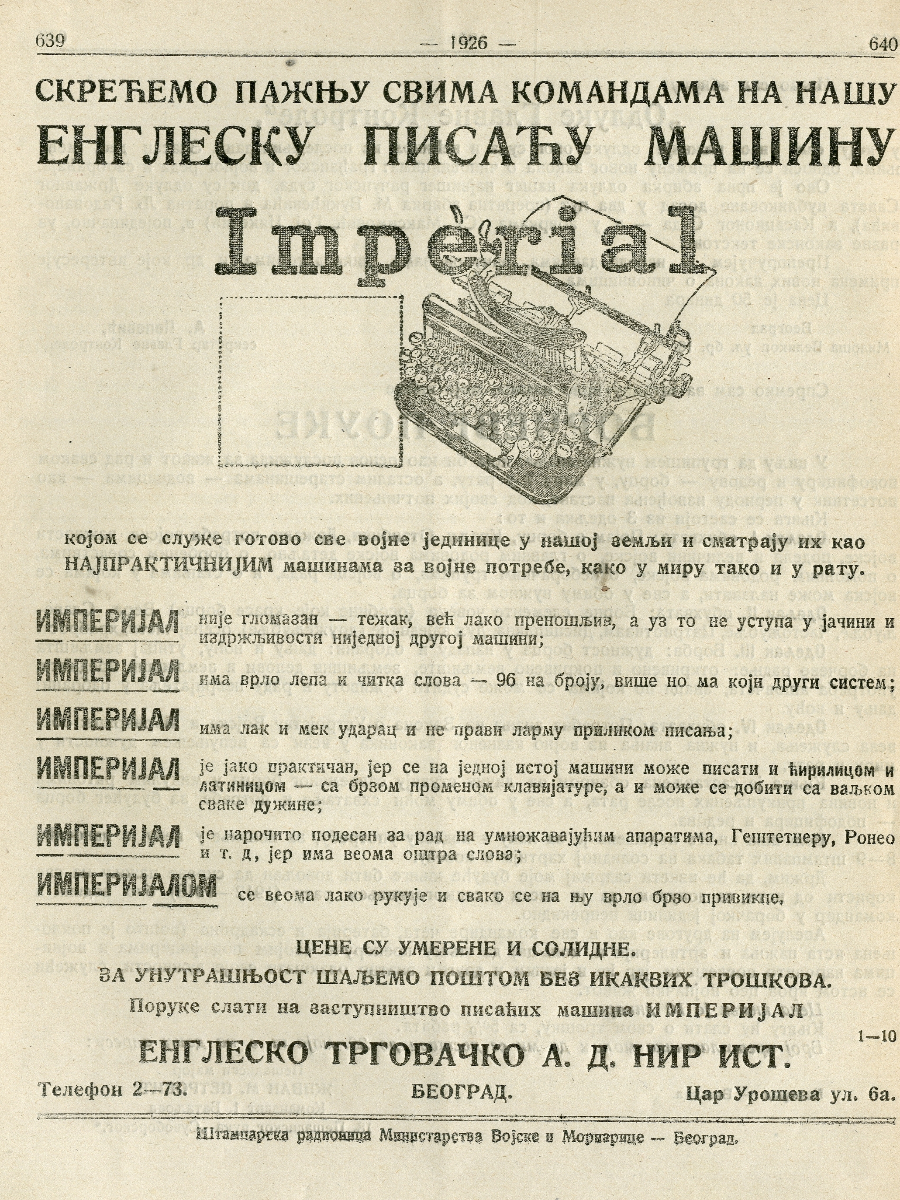 639
— 1926 —
640
СКРЕЋЕМО ПАЖЊУ СВИМА КОМАНДАМА НА НАШУ
ЕНГЛЕСКУ ПИСАЋУ МАШИНУ
Imperial
којом се служе готово све војне јединице у нашој земљи и сматрају их као
НАЈПРАКТИЧНИЈИМ машинама за војне потребе, како у миру тако и у рату.
ИМПЕРИЈАЛ није гломазан — тежак, већ лако преношљив, а уз то не уступа у јачини и
издржљивости ниједној другој машини;
ИМПЕРИЈАЛ има врло лепа и читка слова — 96 на броју, више но ма који други систем;
ИМПЕРИЈАЛ има лак и мек ударац и не прави ларму приликом писања;
ИМПЕРИЈАЛ је јако практичан, јер се на једној истој машини може писати и ћирилицом и
латиницом — са брзом променом клавијатуре, а и може се добити са ваљком
сваке дужине;
ИМПЕРИЈАЛ је нарочито подесан за рад на умножавајућим апаратима, Гештетнеру, Ронео
и т. д, јер има веома оштра слова;
ИМПЕРИЈАЛОМ се веома лако рукује и свако се на њу врло брзо привикне.
ЦЕНЕ СУ УМЕРЕНЕ И СОЛИДНЕ.
ЗА УНУТРАШЊОСТ ШАЉЕМО ПОШТОМ БЕЗ ИКАКВИХ ТРОШКОВА.
Поруке слати на заступништво писаћих машина ИМПЕРИЈАЛ
1—10
ЕНГЛЕСКО ТРГОВАЧКО А. Д. НИР ИСТ.
Телефон 2—73. БЕОГРАД. Цар Урошева ул. 6а.
Штампарска радионица Министарства Војске и Морнарице — Београд.